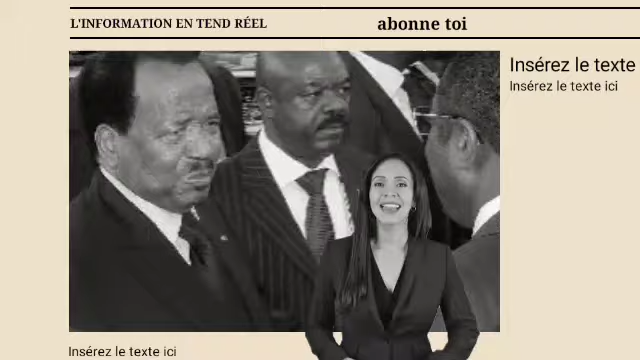 L'INFORMATION EN TEND RÉEL
abonne toi
Insérez le texte
Insérez le texte ici
Insérez le texte ici